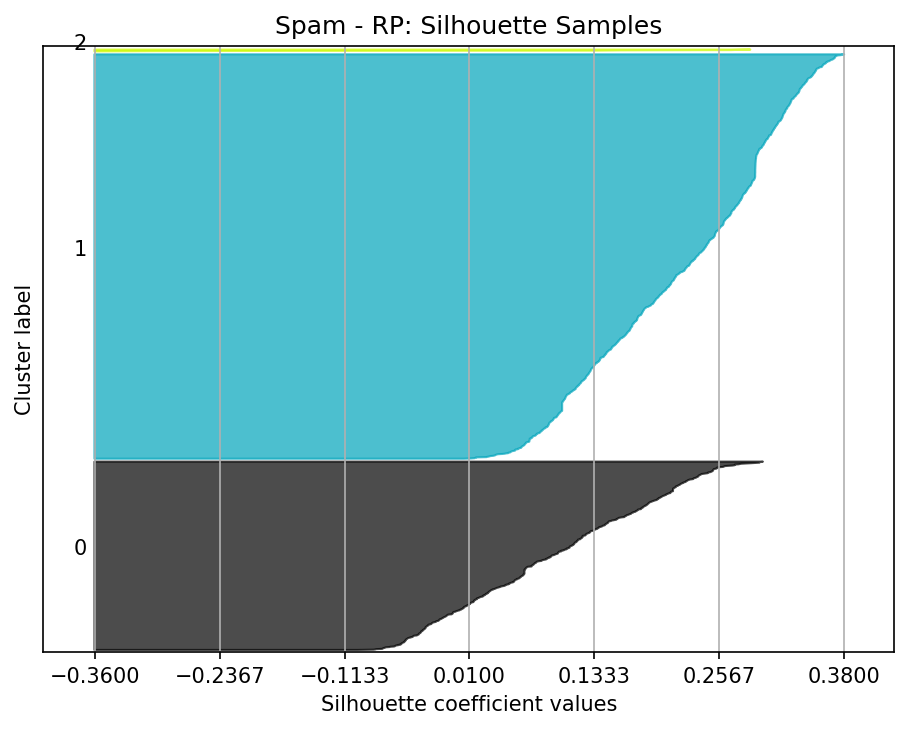 Spam - RP: Silhouette Samples
2
1
0
Cluster label
−0.3600 −0.2367 −0.1133 0.0100 0.1333 0.2567 0.3800
Silhouette coefficient values